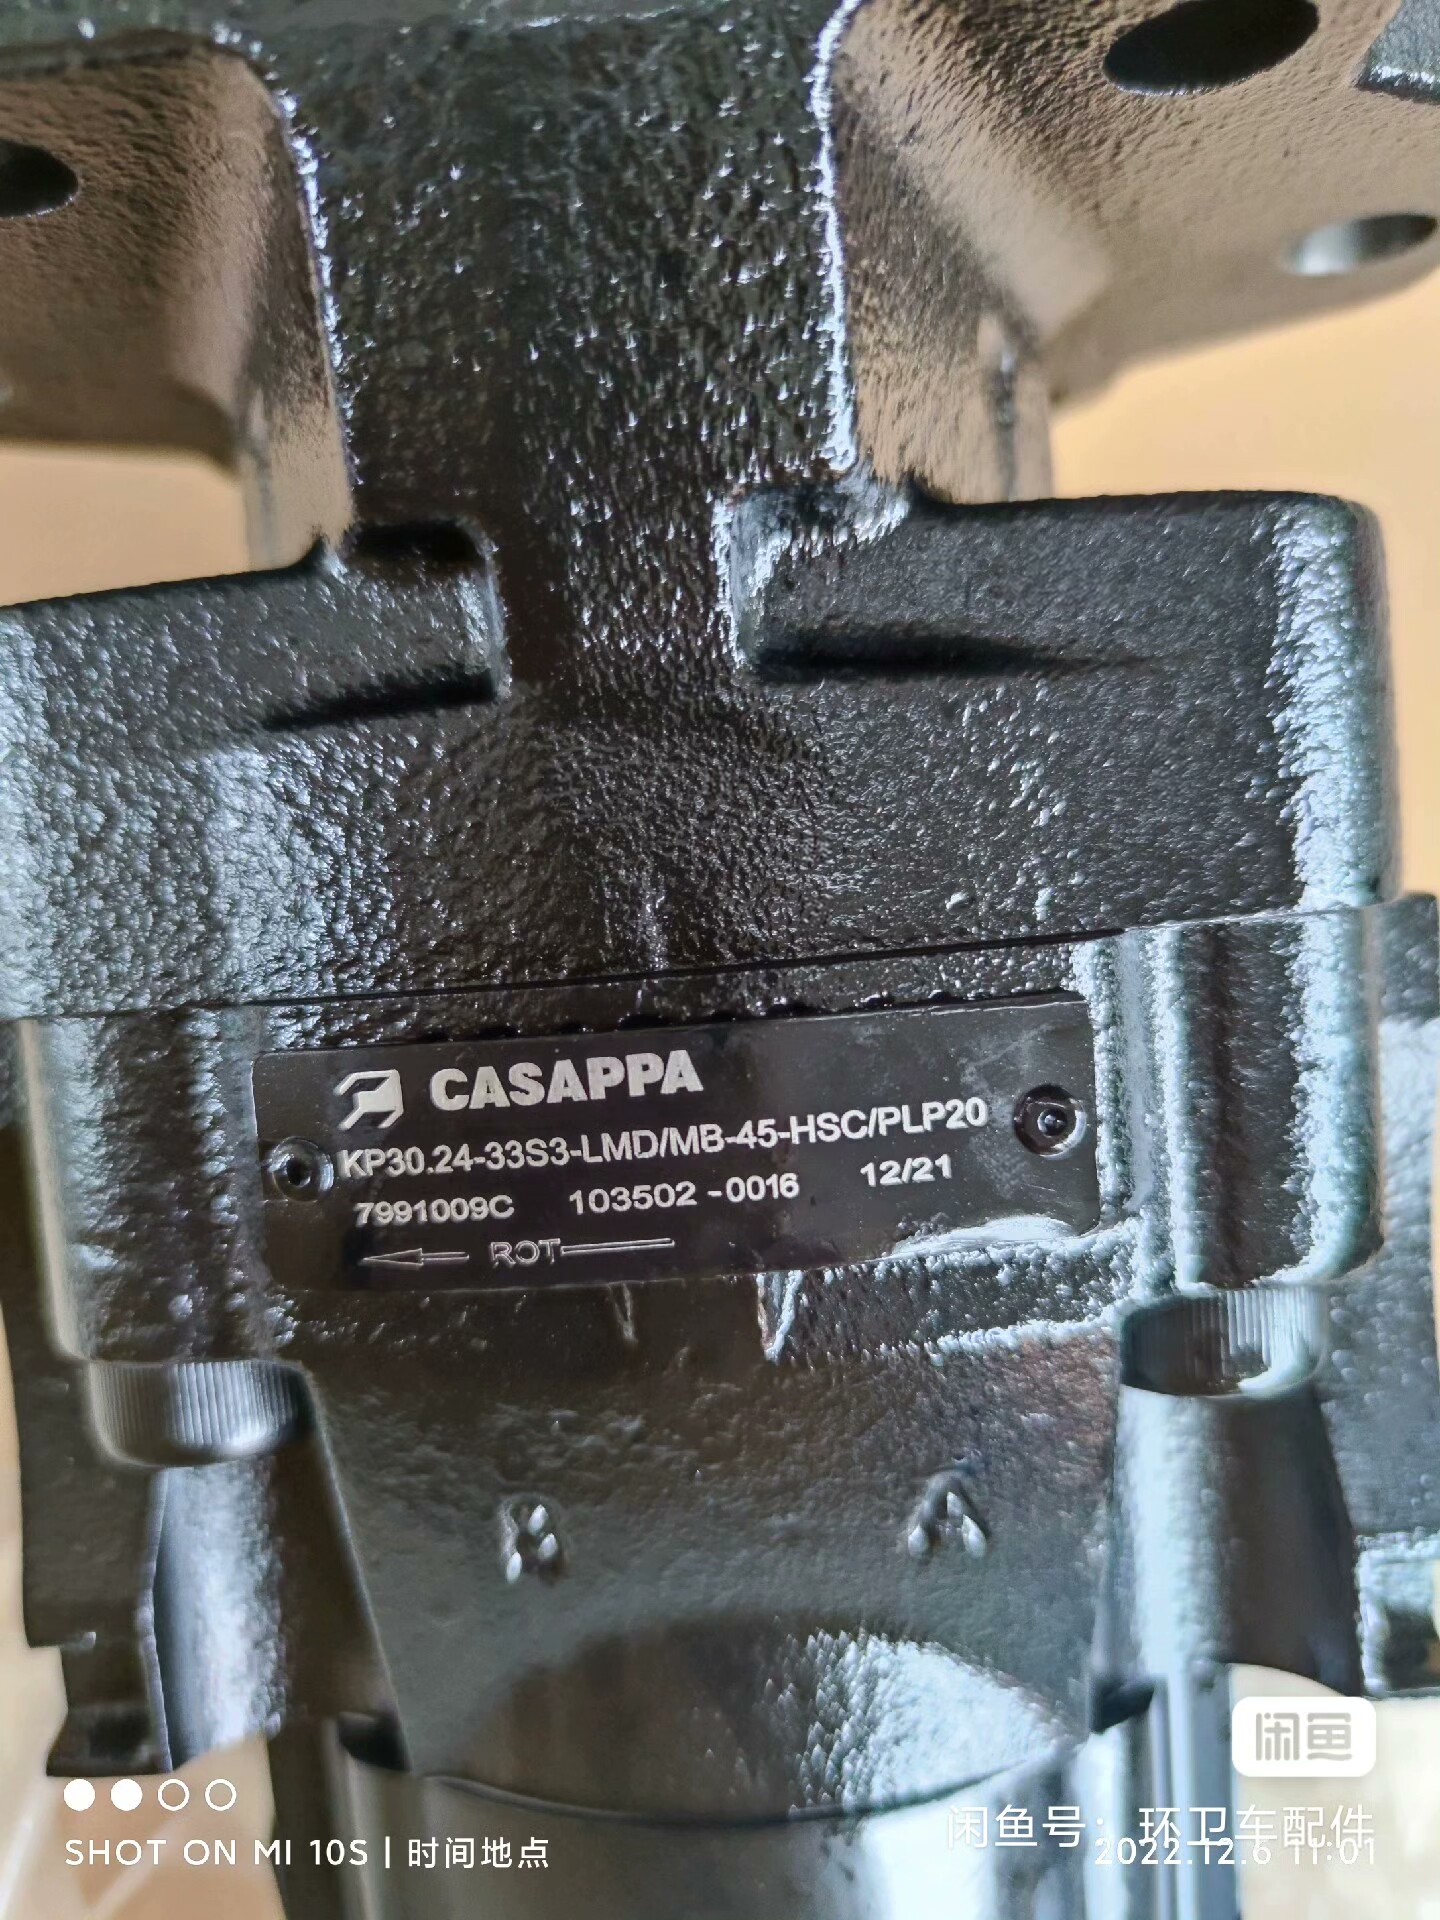 CASAPPA
KP30.24-33S3-LMD/MB-45-HSC/PLP20
7991009C 103502-0016 12/21
ROT
A
闲鱼
闲鱼号：环卫车配件
SHOT ON MI 10S | 时间地点
2022.12.6 11:01